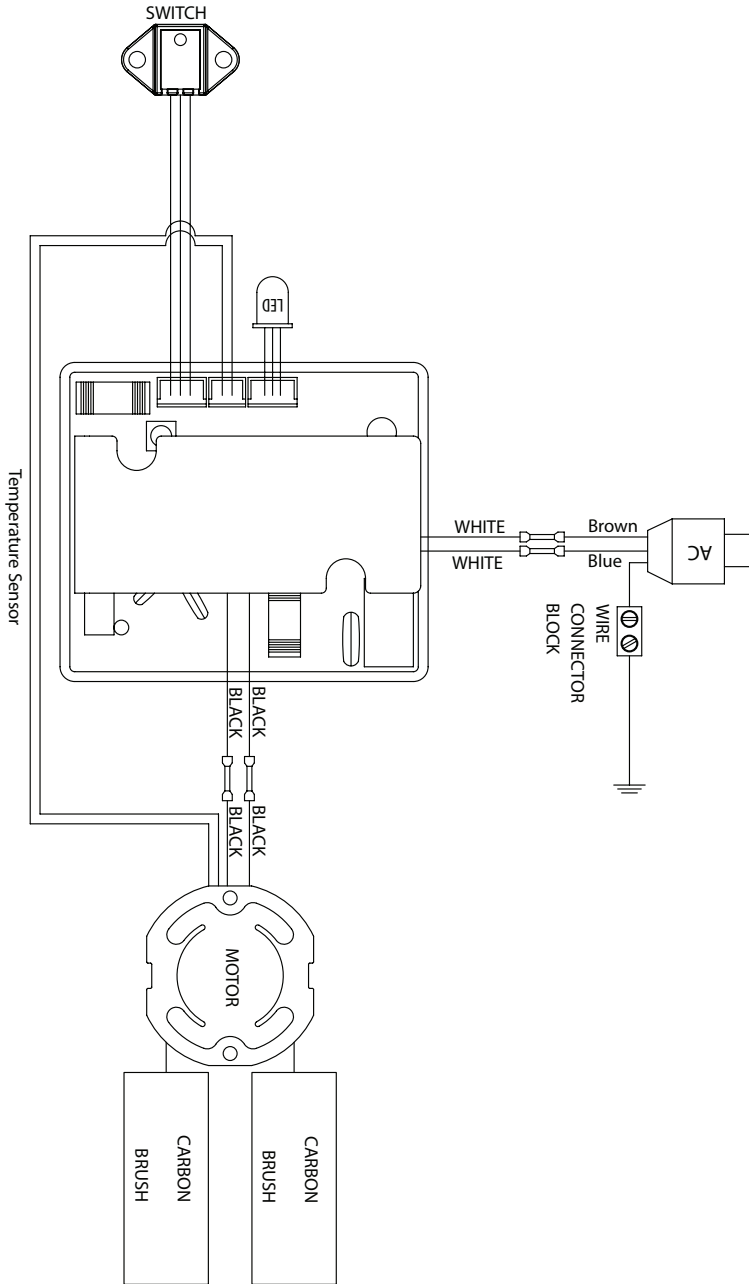 SWITCH
LED
WHITE
Brown
WHITE
Blue
AC
WIRE
CONNECTOR
BLOCK
Temperature Sensor
BLACK
BLACK
BLACK
BLACK
MOTOR
CARBON
BRUSH
CARBON
BRUSH